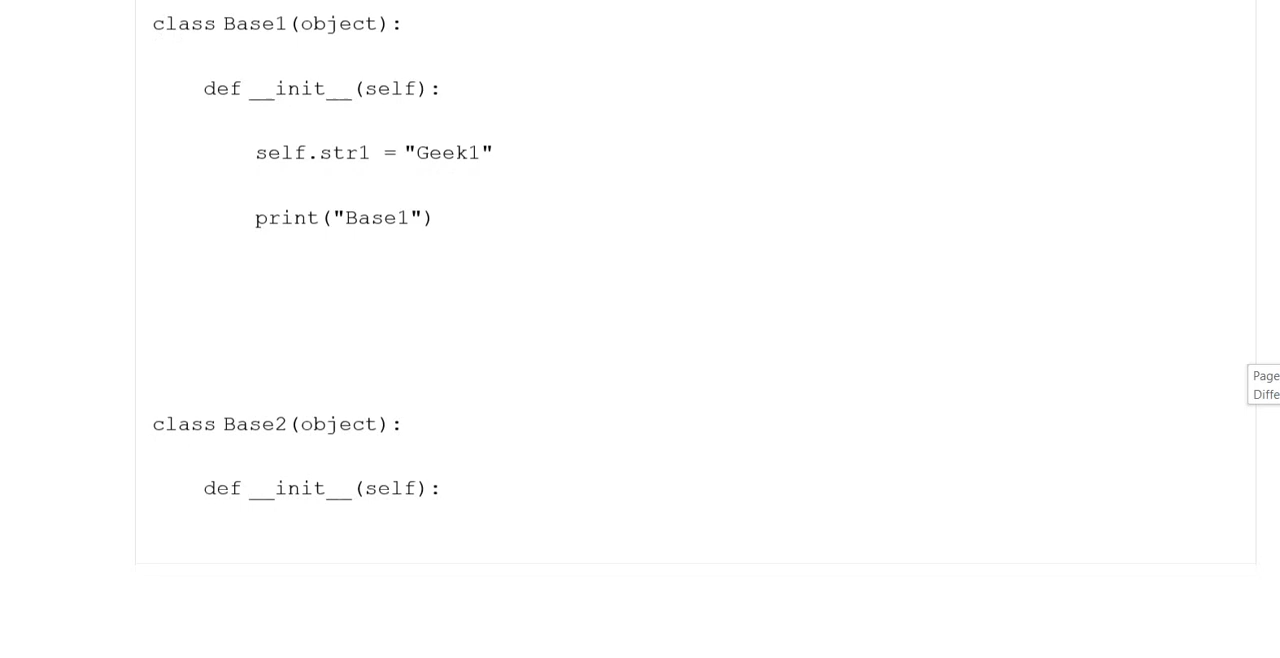 class Base1(object):
def __init__(self):
self.str1 = "Geek1"
print("Base1")
Page
Diffe
class Base2(object):
def __init__(self):